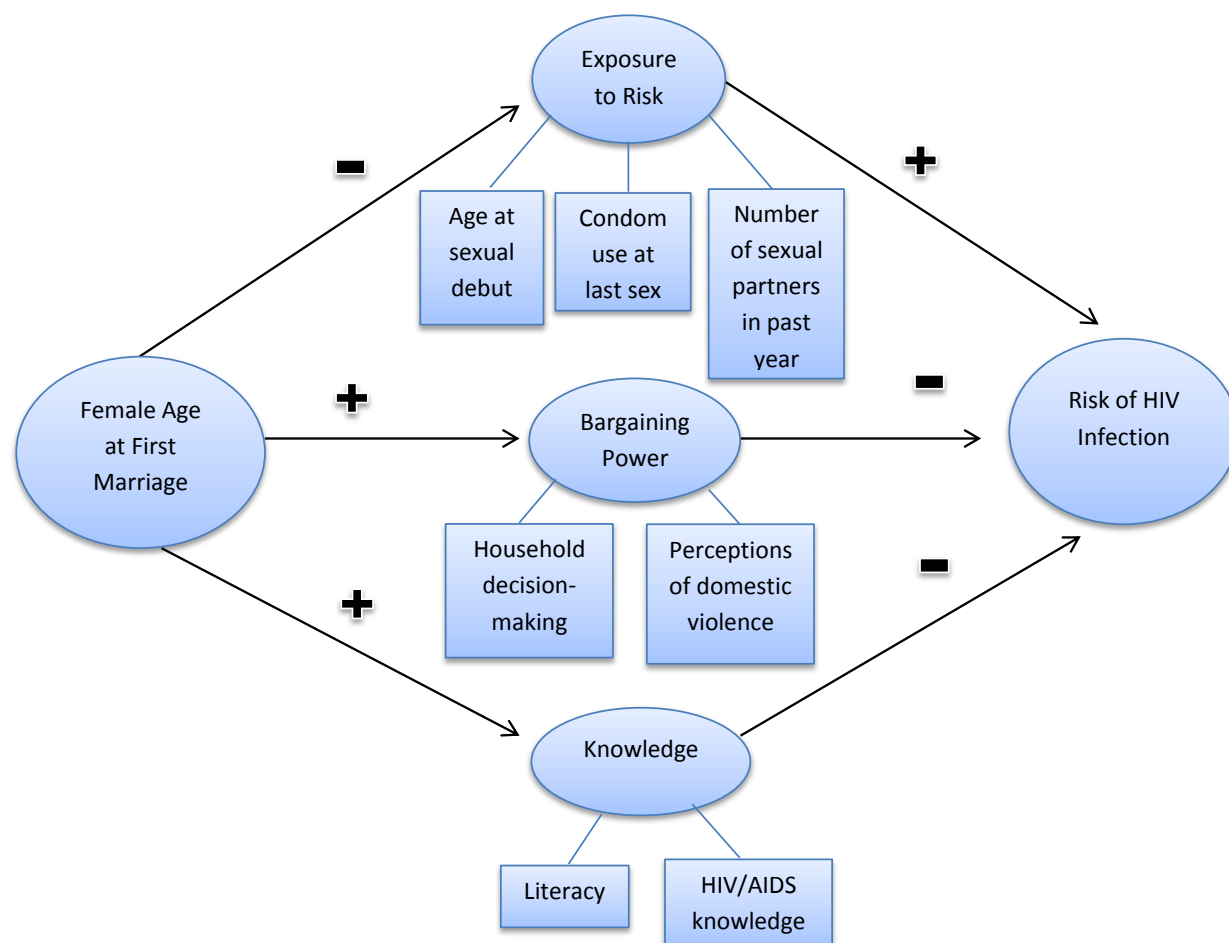 Exposure
to Risk
−
+
Age at
sexual
debut
Condom
use at
last sex
Number
of sexual
partners
in past
year
Female Age
at First
Marriage
+
Bargaining
Power
−
Risk of HIV
Infection
Household
decision-
making
Perceptions
of domestic
violence
+
−
Knowledge
Literacy
HIV/AIDS
knowledge